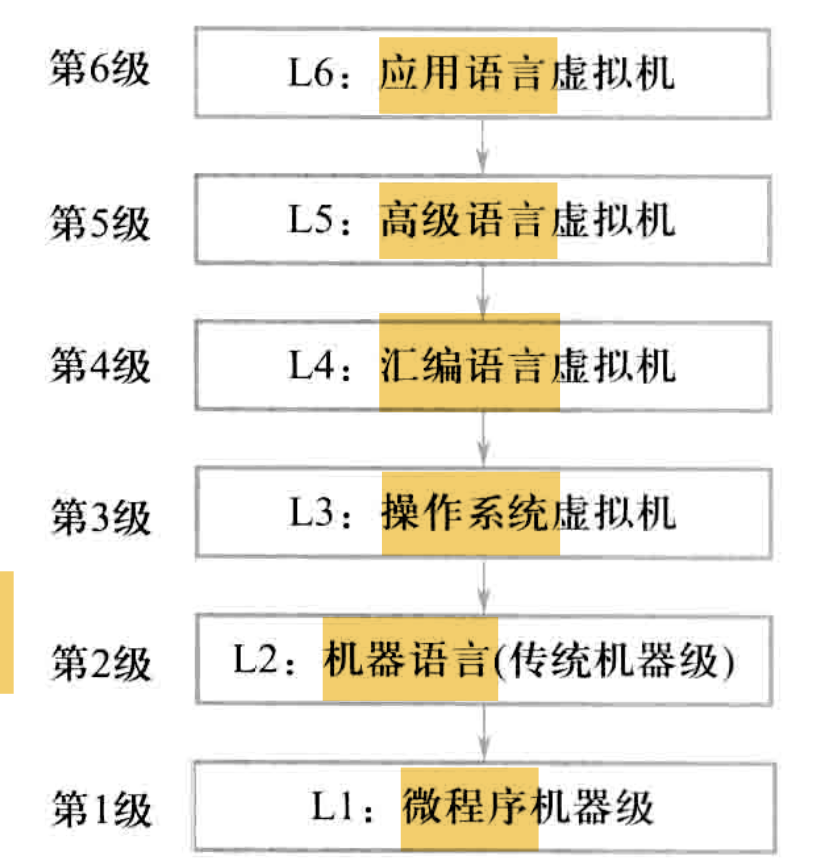 第6级 L6：应用语言虚拟机
第5级 L5：高级语言虚拟机
第4级 L4：汇编语言虚拟机
第3级 L3：操作系统虚拟机
第2级 L2：机器语言(传统机器级)
第1级 L1：微程序机器级